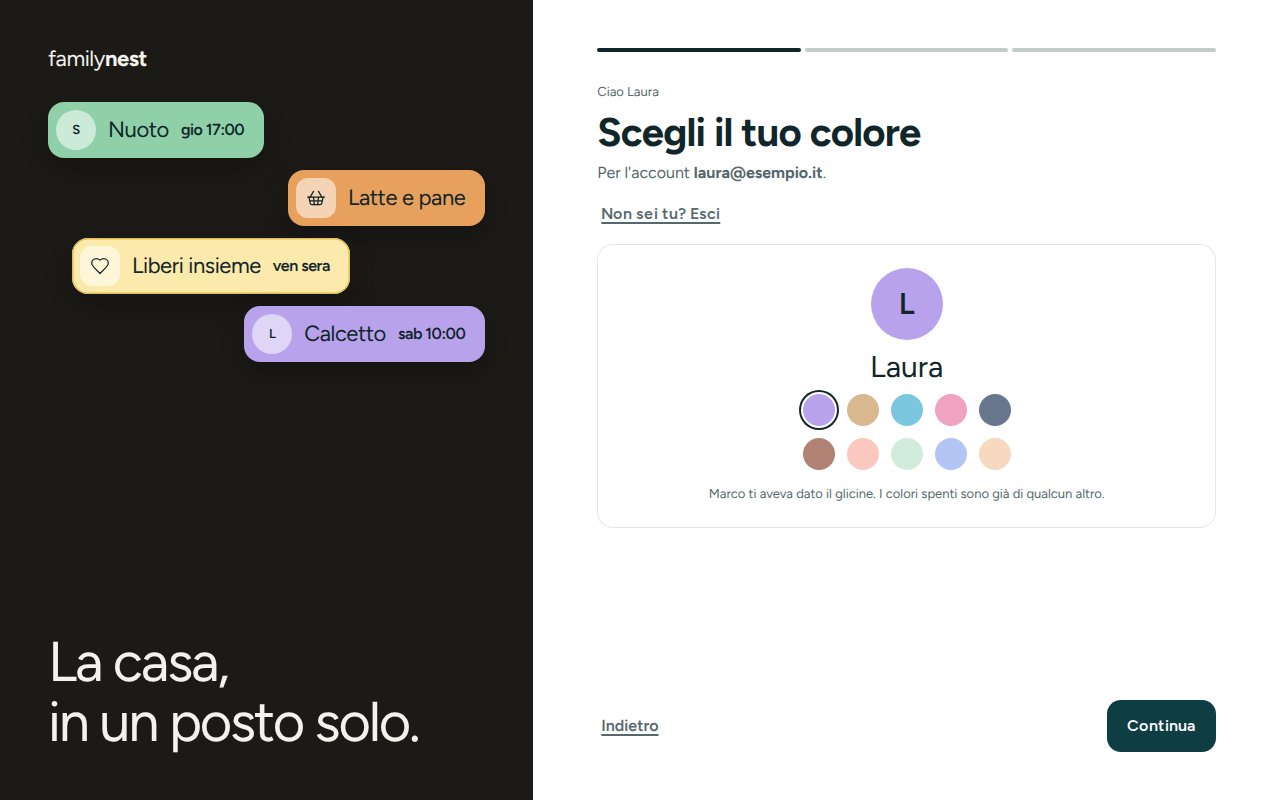 familynest
S Nuoto gio 17:00
Latte e pane
Liberi insieme ven sera
L Calcetto sab 10:00
La casa,
in un posto solo.
Ciao Laura
Scegli il tuo colore
Per l'account laura@esempio.it.
Non sei tu? Esci
L
Laura
Marco ti aveva dato il glicine. I colori spenti sono già di qualcun altro.
Indietro
Continua